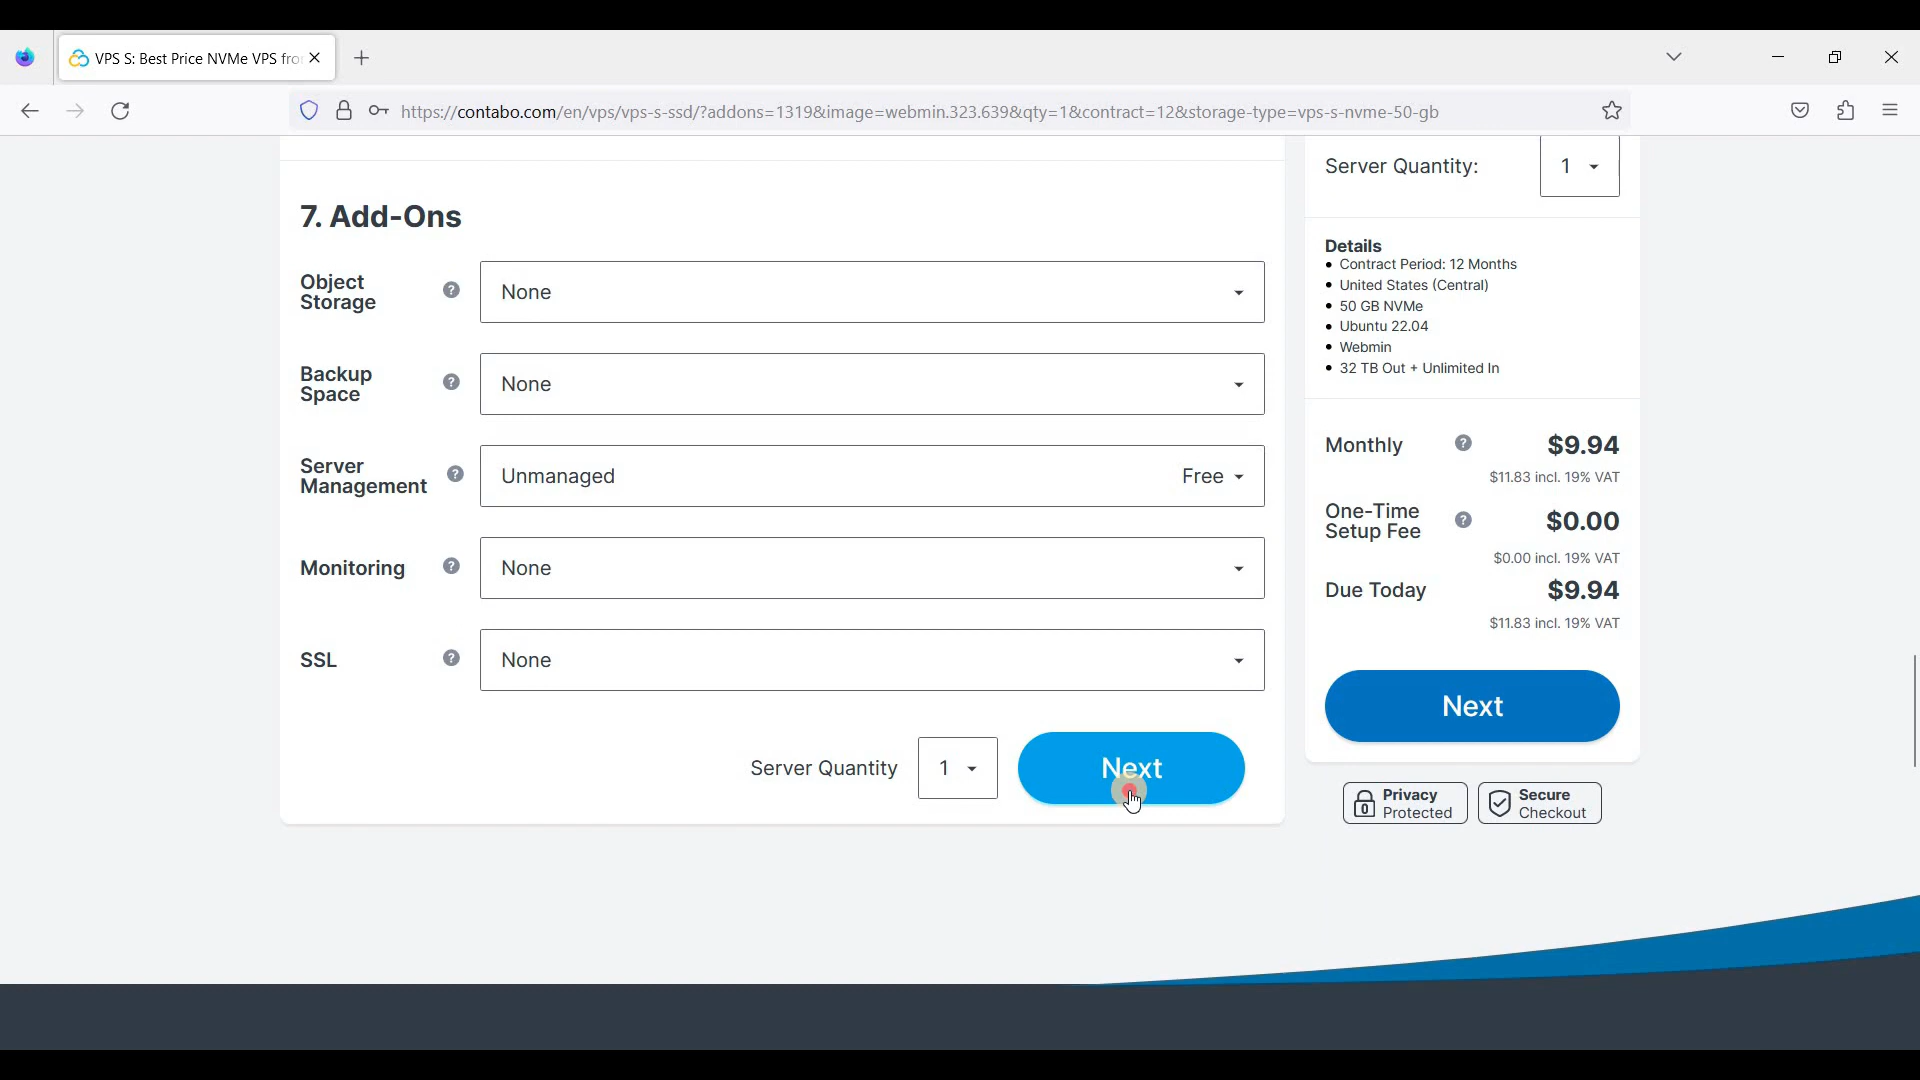 VPS S: Best Price NVMe VPS fro
https://contabo.com/en/vps/vps-s-ssd/?addons=1319&image=webmin.323.639&qty=1&contract=12&storage-type=vps-s-nvme-50-gb
7. Add-Ons
Object
Storage
?
None
Backup
Space
?
None
Server
Management
?
Unmanaged
Free
Monitoring
?
None
SSL
?
None
Server Quantity
1
Next
Server Quantity:
1
Details
• Contract Period: 12 Months
• United States (Central)
• 50 GB NVMe
• Ubuntu 22.04
• Webmin
• 32 TB Out + Unlimited In
Monthly
?
$9.94
$11.83 incl. 19% VAT
One-Time
Setup Fee
?
$0.00
$0.00 incl. 19% VAT
Due Today
$9.94
$11.83 incl. 19% VAT
Next
Privacy
Protected
Secure
Checkout